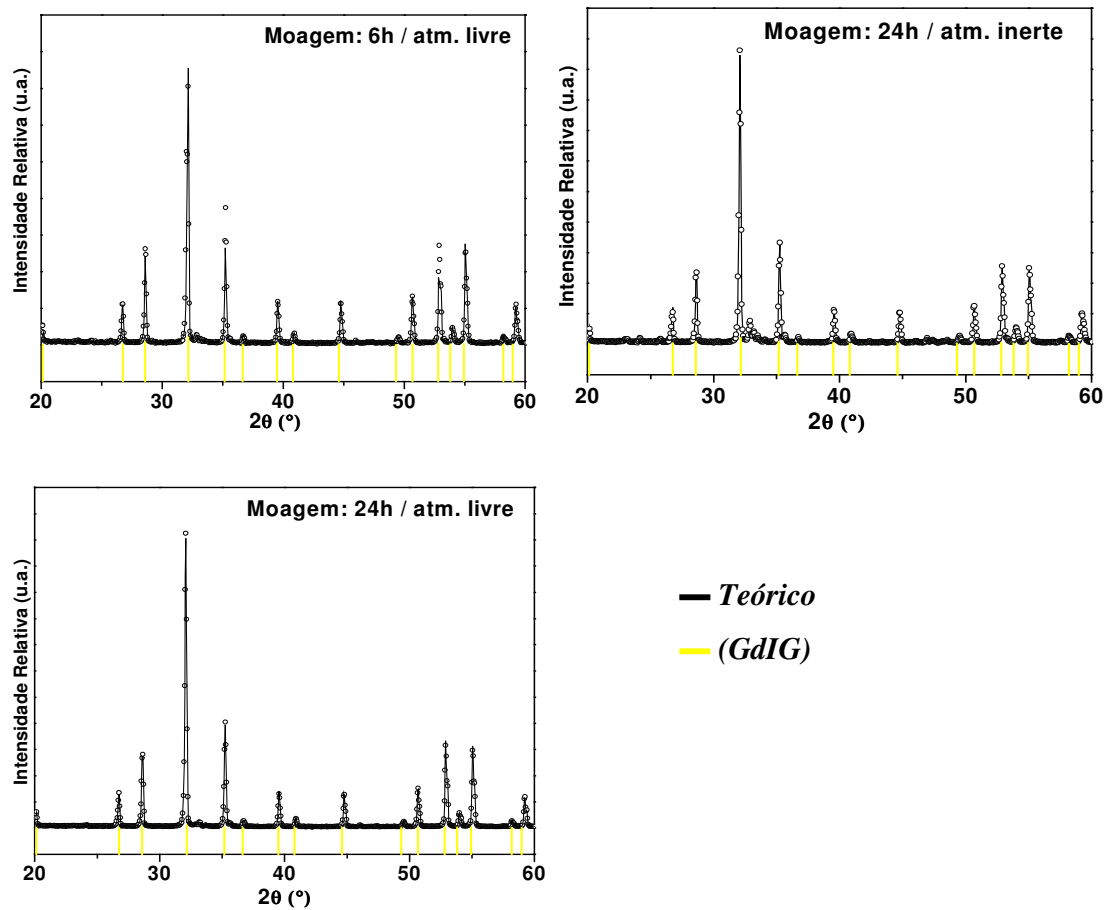 Moagem: 6h / atm. livre
Intensidade Relativa (u.a.)
20 30 40 50 60
2θ (°)
Moagem: 24h / atm. inerte
Intensidade Relativa (u.a.)
20 30 40 50 60
2θ (°)
Moagem: 24h / atm. livre
Intensidade Relativa (u.a.)
20 30 40 50 60
2θ (°)
Teórico
(GdIG)